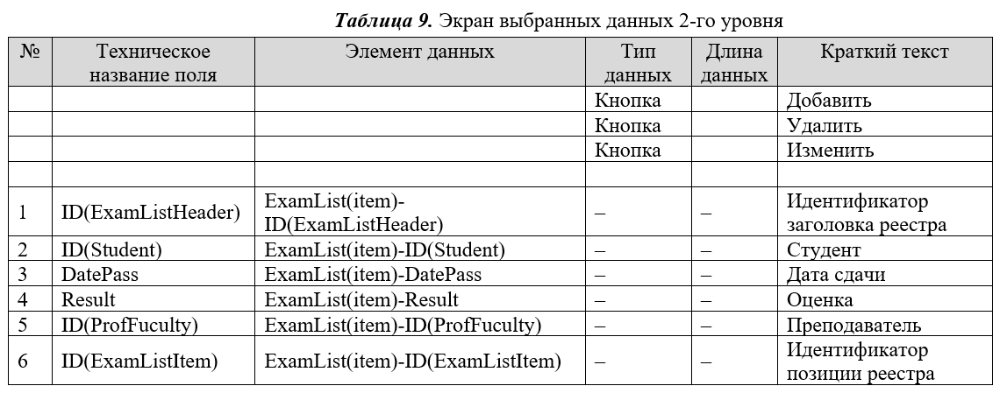 Таблица 9. Экран выбранных данных 2-го уровня
№ Техническое название поля Элемент данных Тип данных Длина данных Краткий текст
Кнопка Добавить
Кнопка Удалить
Кнопка Изменить
1 ID(ExamListHeader) ExamList(item)-ID(ExamListHeader) – – Идентификатор заголовка реестра
2 ID(Student) ExamList(item)-ID(Student) – – Студент
3 DatePass ExamList(item)-DatePass – – Дата сдачи
4 Result ExamList(item)-Result – – Оценка
5 ID(ProfFuculty) ExamList(item)-ID(ProfFuculty) – – Преподаватель
6 ID(ExamListItem) ExamList(item)-ID(ExamListItem) – – Идентификатор позиции реестра